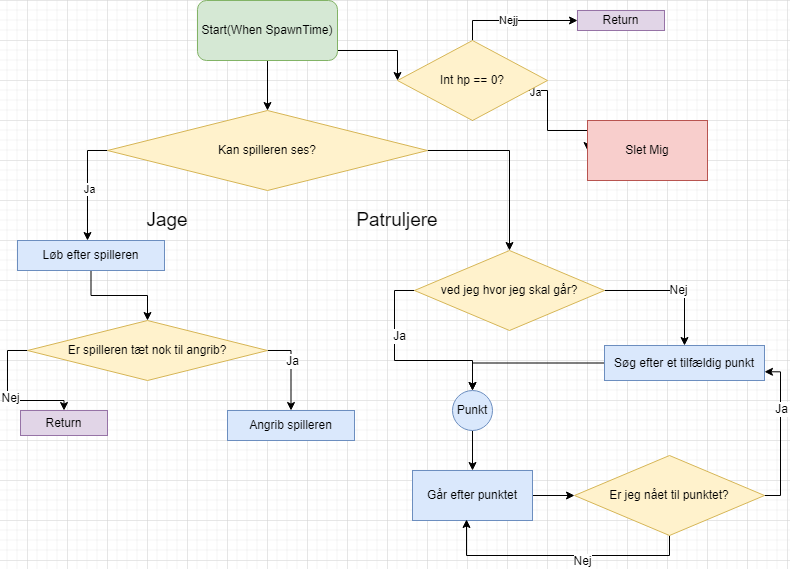 Start(When SpawnTime)
Nejj
Return
Int hp == 0?
Ja
Slet Mig
Kan spilleren ses?
Ja
Jage
Patruljere
Løb efter spilleren
ved jeg hvor jeg skal går?
Nej
Ja
Er spilleren tæt nok til angrib?
Ja
Søg efter et tilfældig punkt
Nej
Return
Angrib spilleren
Punkt
Ja
Går efter punktet
Er jeg nået til punktet?
Nej